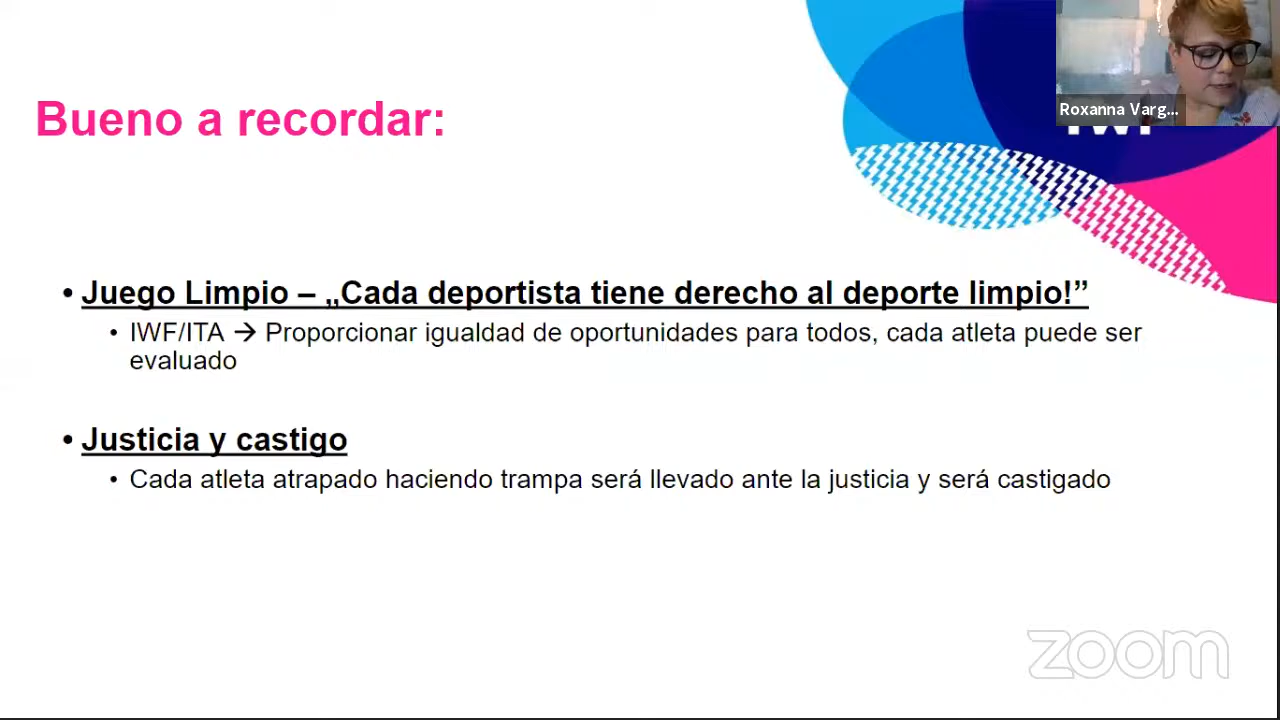 Roxanna Varg...
Bueno a recordar:
• Juego Limpio – „Cada deportista tiene derecho al deporte limpio!”
• IWF/ITA → Proporcionar igualdad de oportunidades para todos, cada atleta puede ser
evaluado
• Justicia y castigo
• Cada atleta atrapado haciendo trampa será llevado ante la justicia y será castigado
zoom